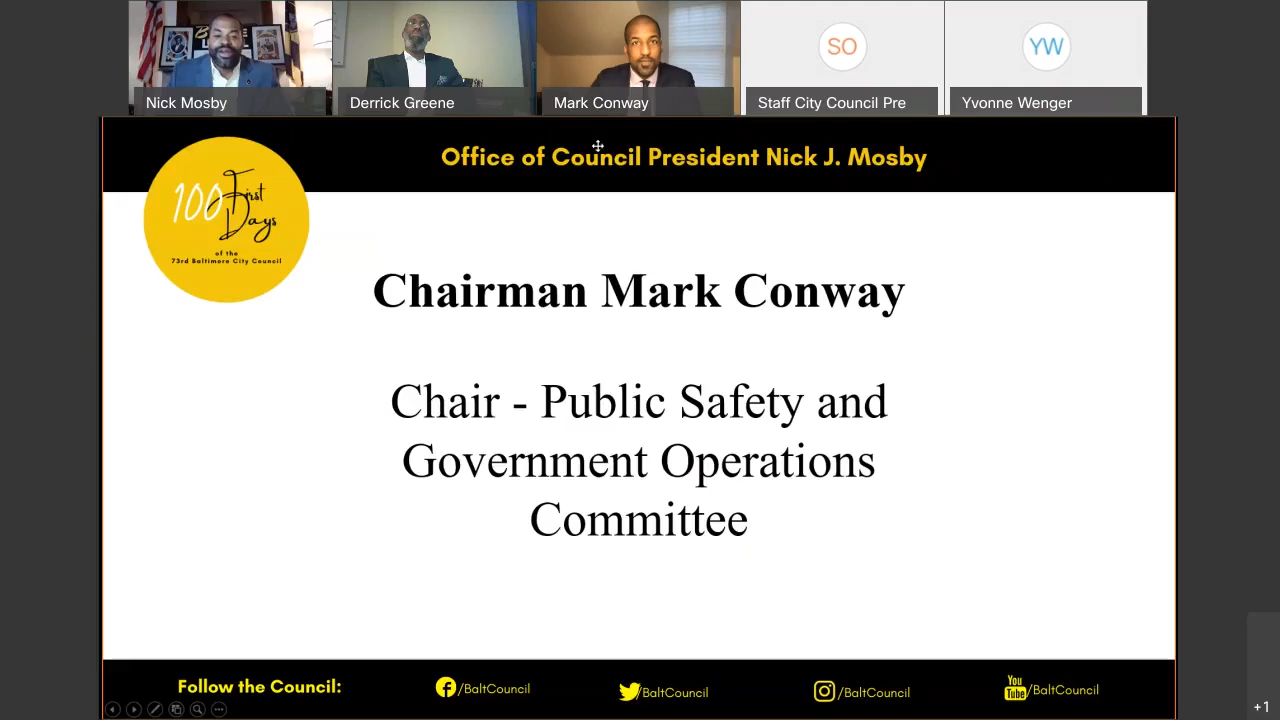 Nick Mosby
Derrick Greene
Mark Conway
SO
Staff City Council Pre
YW
Yvonne Wenger
Office of Council President Nick J. Mosby
100 First
Days
of the
73rd Baltimore City Council
Chairman Mark Conway
Chair - Public Safety and
Government Operations
Committee
Follow the Council:
/BaltCouncil
/BaltCouncil
/BaltCouncil
You
Tube
/BaltCouncil
+1